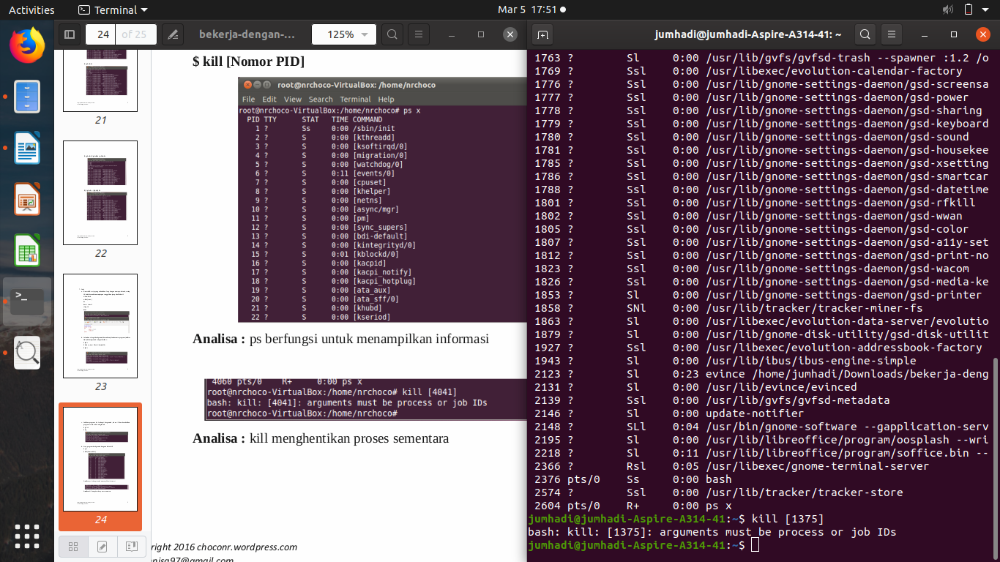 Activities
Terminal
Mar 5 17:51
24
of 25
bekerja-dengan-...
125%
21
22
23
24
$ kill [Nomor PID]
root@nrchoco-VirtualBox: /home/nrchoco
File Edit View Search Terminal Help
root@nrchoco-VirtualBox:/home/nrchoco# ps x
PID TTY STAT TIME COMMAND
1 ? Ss 0:00 /sbin/init
2 ? S 0:00 [kthreadd]
3 ? S 0:00 [ksoftirqd/0]
4 ? S 0:00 [migration/0]
5 ? S 0:00 [watchdog/0]
6 ? S 0:11 [events/0]
7 ? S 0:00 [cpuset]
8 ? S 0:00 [khelper]
9 ? S 0:00 [netns]
10 ? S 0:00 [async/mgr]
11 ? S 0:00 [pm]
12 ? S 0:00 [sync_supers]
13 ? S 0:00 [bdi-default]
14 ? S 0:00 [kintegrityd/0]
15 ? S 0:01 [kblockd/0]
16 ? S 0:00 [kacpid]
17 ? S 0:00 [kacpi_notify]
18 ? S 0:00 [kacpi_hotplug]
19 ? S 0:00 [ata_aux]
20 ? S 0:00 [ata_sff/0]
21 ? S 0:00 [khubd]
22 ? S 0:00 [kseriod]
Analisa : ps berfungsi untuk menampilkan informasi
4060 pts/0 R+ 0:00 ps x
root@nrchoco-VirtualBox:/home/nrchoco# kill [4041]
bash: kill: [4041]: arguments must be process or job IDs
root@nrchoco-VirtualBox:/home/nrchoco#
Analisa : kill menghentikan proses sementara
right 2016 choconr.wordpress.com
nisa97@gmail.com
jumhadi@jumhadi-Aspire-A314-41: ~
1763 ? Sl 0:00 /usr/lib/gvfs/gvfsd-trash --spawner :1.2 /o
1769 ? Ssl 0:00 /usr/libexec/evolution-calendar-factory
1776 ? Ssl 0:00 /usr/lib/gnome-settings-daemon/gsd-screensa
1777 ? Ssl 0:00 /usr/lib/gnome-settings-daemon/gsd-power
1778 ? Ssl 0:00 /usr/lib/gnome-settings-daemon/gsd-sharing
1779 ? Ssl 0:00 /usr/lib/gnome-settings-daemon/gsd-keyboard
1780 ? Ssl 0:00 /usr/lib/gnome-settings-daemon/gsd-sound
1781 ? Ssl 0:00 /usr/lib/gnome-settings-daemon/gsd-housekee
1785 ? Ssl 0:00 /usr/lib/gnome-settings-daemon/gsd-xsetting
1786 ? Ssl 0:00 /usr/lib/gnome-settings-daemon/gsd-smartcar
1788 ? Ssl 0:00 /usr/lib/gnome-settings-daemon/gsd-datetime
1801 ? Ssl 0:00 /usr/lib/gnome-settings-daemon/gsd-rfkill
1802 ? Ssl 0:00 /usr/lib/gnome-settings-daemon/gsd-wwan
1805 ? Ssl 0:00 /usr/lib/gnome-settings-daemon/gsd-color
1807 ? Ssl 0:00 /usr/lib/gnome-settings-daemon/gsd-a11y-set
1812 ? Ssl 0:00 /usr/lib/gnome-settings-daemon/gsd-print-no
1823 ? Ssl 0:00 /usr/lib/gnome-settings-daemon/gsd-wacom
1826 ? Ssl 0:00 /usr/lib/gnome-settings-daemon/gsd-media-ke
1853 ? Sl 0:00 /usr/lib/gnome-settings-daemon/gsd-printer
1858 ? SNl 0:00 /usr/lib/tracker/tracker-miner-fs
1863 ? Sl 0:00 /usr/libexec/evolution-data-server/evolutio
1879 ? Sl 0:00 /usr/lib/gnome-disk-utility/gsd-disk-utilit
1927 ? Ssl 0:00 /usr/libexec/evolution-addressbook-factory
1943 ? Sl 0:00 /usr/lib/ibus/ibus-engine-simple
2123 ? Sl 0:23 evince /home/jumhadi/Downloads/bekerja-deng
2131 ? Sl 0:00 /usr/lib/evince/evinced
2139 ? Ssl 0:00 /usr/lib/gvfs/gvfsd-metadata
2146 ? Sl 0:00 update-notifier
2148 ? SLl 0:04 /usr/bin/gnome-software --gapplication-serv
2195 ? Sl 0:00 /usr/lib/libreoffice/program/oosplash --wri
2218 ? Sl 0:11 /usr/lib/libreoffice/program/soffice.bin --
2366 ? Rsl 0:05 /usr/libexec/gnome-terminal-server
2376 pts/0 Ss 0:00 bash
2574 ? Ssl 0:00 /usr/lib/tracker/tracker-store
2604 pts/0 R+ 0:00 ps x
jumhadi@jumhadi-Aspire-A314-41:~$ kill [1375]
bash: kill: [1375]: arguments must be process or job IDs
jumhadi@jumhadi-Aspire-A314-41:~$